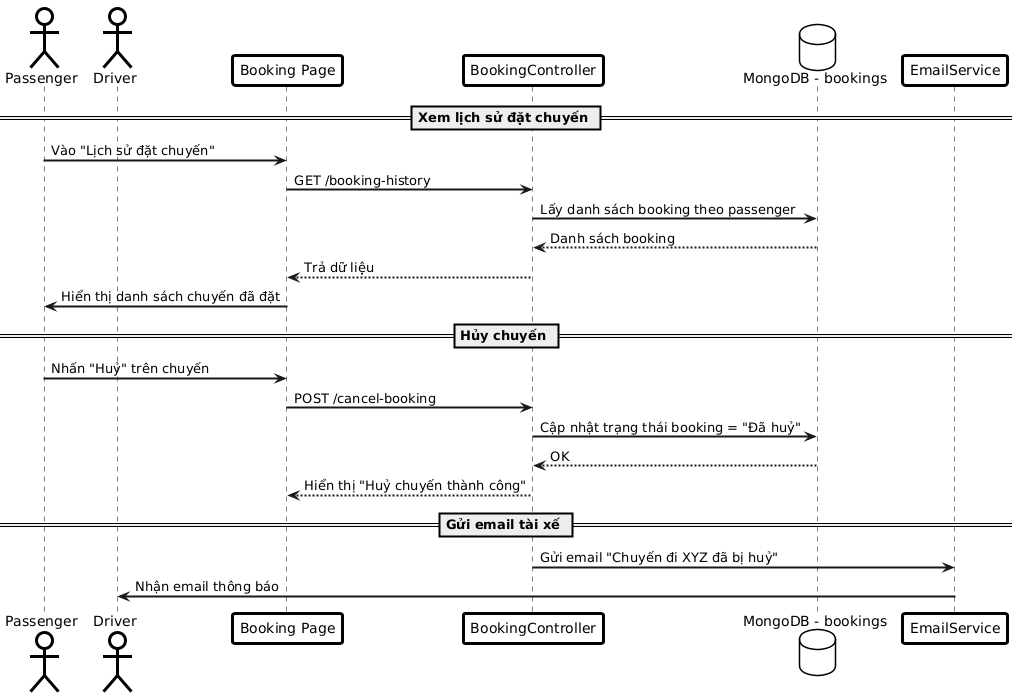 Passenger
Driver
Booking Page
BookingController
MongoDB - bookings
EmailService
Xem lịch sử đặt chuyến
Vào "Lịch sử đặt chuyến"
GET /booking-history
Lấy danh sách booking theo passenger
Danh sách booking
Trả dữ liệu
Hiển thị danh sách chuyến đã đặt
Hủy chuyến
Nhấn "Huỷ" trên chuyến
POST /cancel-booking
Cập nhật trạng thái booking = "Đã huỷ"
OK
Hiển thị "Huỷ chuyến thành công"
Gửi email tài xế
Gửi email "Chuyến đi XYZ đã bị huỷ"
Nhận email thông báo
Passenger
Driver
Booking Page
BookingController
MongoDB - bookings
EmailService